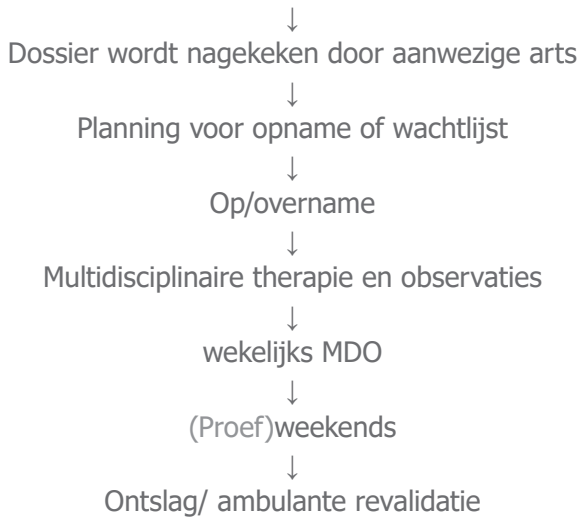 ↓
Dossier wordt nagekeken door aanwezige arts
↓
Planning voor opname of wachtlijst
↓
Op/overname
↓
Multidisciplinaire therapie en observaties
↓
wekelijks MDO
↓
(Proef)weekends
↓
Ontslag/ ambulante revalidatie